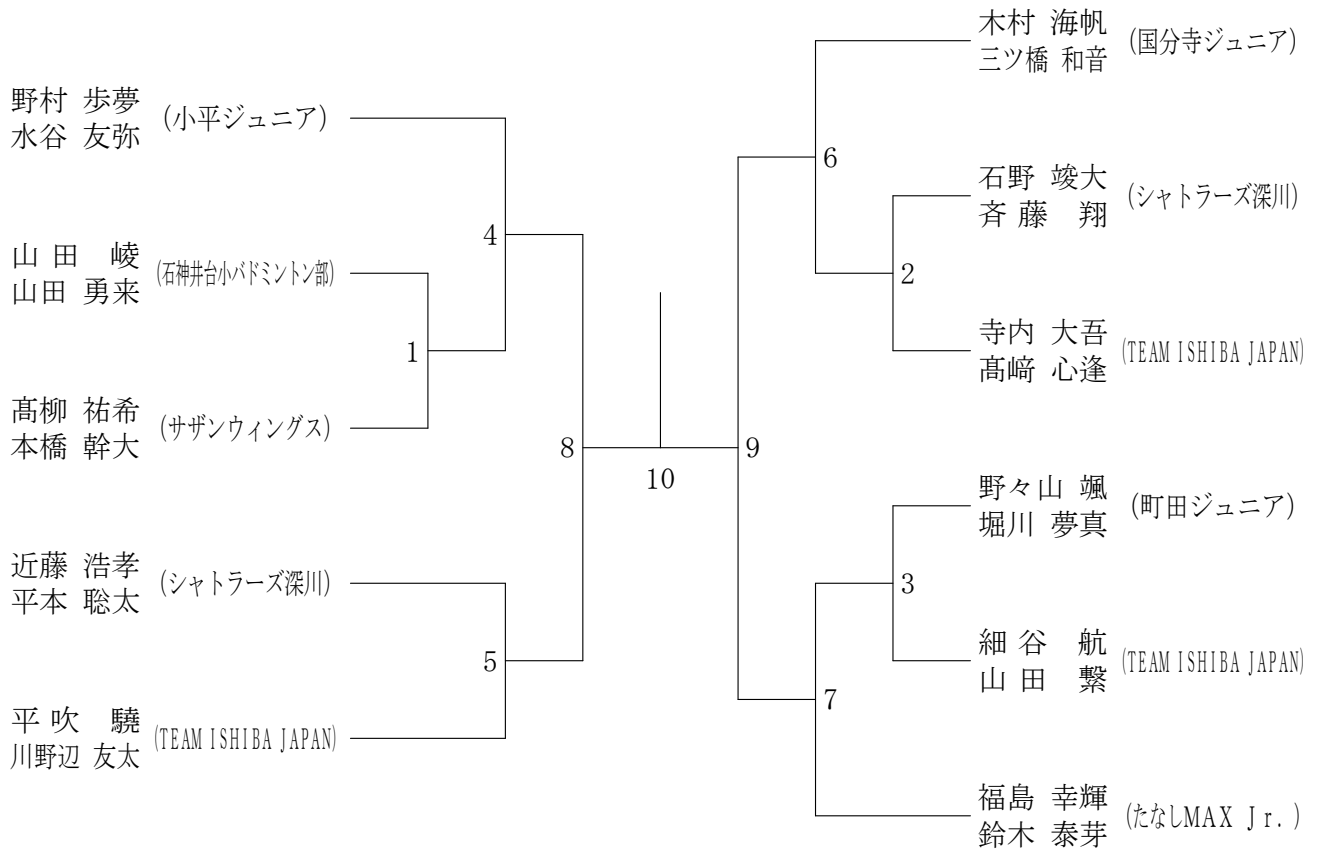 野村 歩夢
水谷 友弥
(小平ジュニア)
山田 崚
山田 勇来
(石神井台小バドミントン部)
髙柳 祐希
本橋 幹大
(サザンウィングス)
近藤 浩孝
平本 聡太
(シャトラーズ深川)
平吹 驍
川野辺 友太
(TEAM ISHIBA JAPAN)
1
4
5
8
10
9
6
2
3
7
木村 海帆
三ツ橋 和音
(国分寺ジュニア)
石野 竣大
斉藤 翔
(シャトラーズ深川)
寺内 大吾
髙﨑 心逢
(TEAM ISHIBA JAPAN)
野々山 颯
堀川 夢真
(町田ジュニア)
細谷 航
山田 繋
(TEAM ISHIBA JAPAN)
福島 幸輝
鈴木 泰芽
(たなしMAX Jr.)